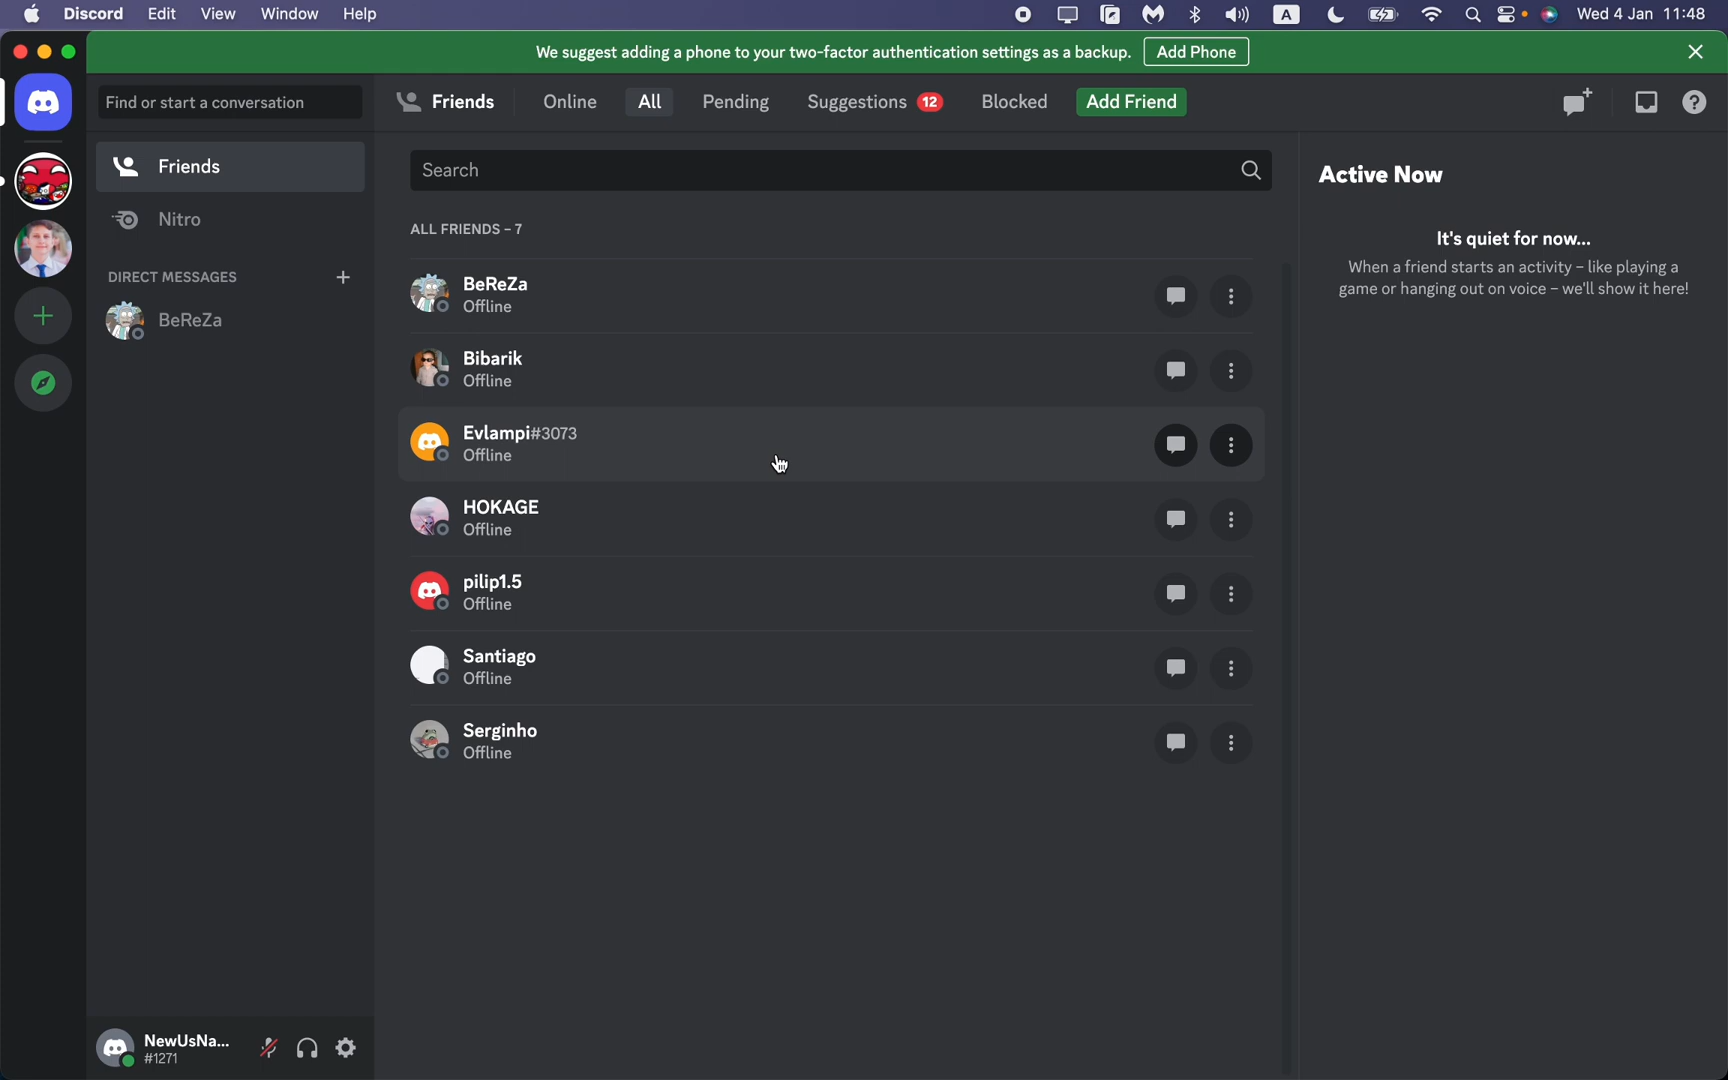 Discord Edit View Window Help
A
Wed 4 Jan 11:48
We suggest adding a phone to your two-factor authentication settings as a backup. Add Phone
Find or start a conversation
Friends Online All Pending Suggestions 12 Blocked Add Friend
Friends
Nitro
DIRECT MESSAGES
BeReZa
Search
ALL FRIENDS – 7
BeReZa
Offline
Bibarik
Offline
Evlampi#3073
Offline
HOKAGE
Offline
pilip1.5
Offline
Santiago
Offline
Serginho
Offline
Active Now
It's quiet for now...
When a friend starts an activity – like playing a
game or hanging out on voice – we'll show it here!
NewUsNa...
#1271